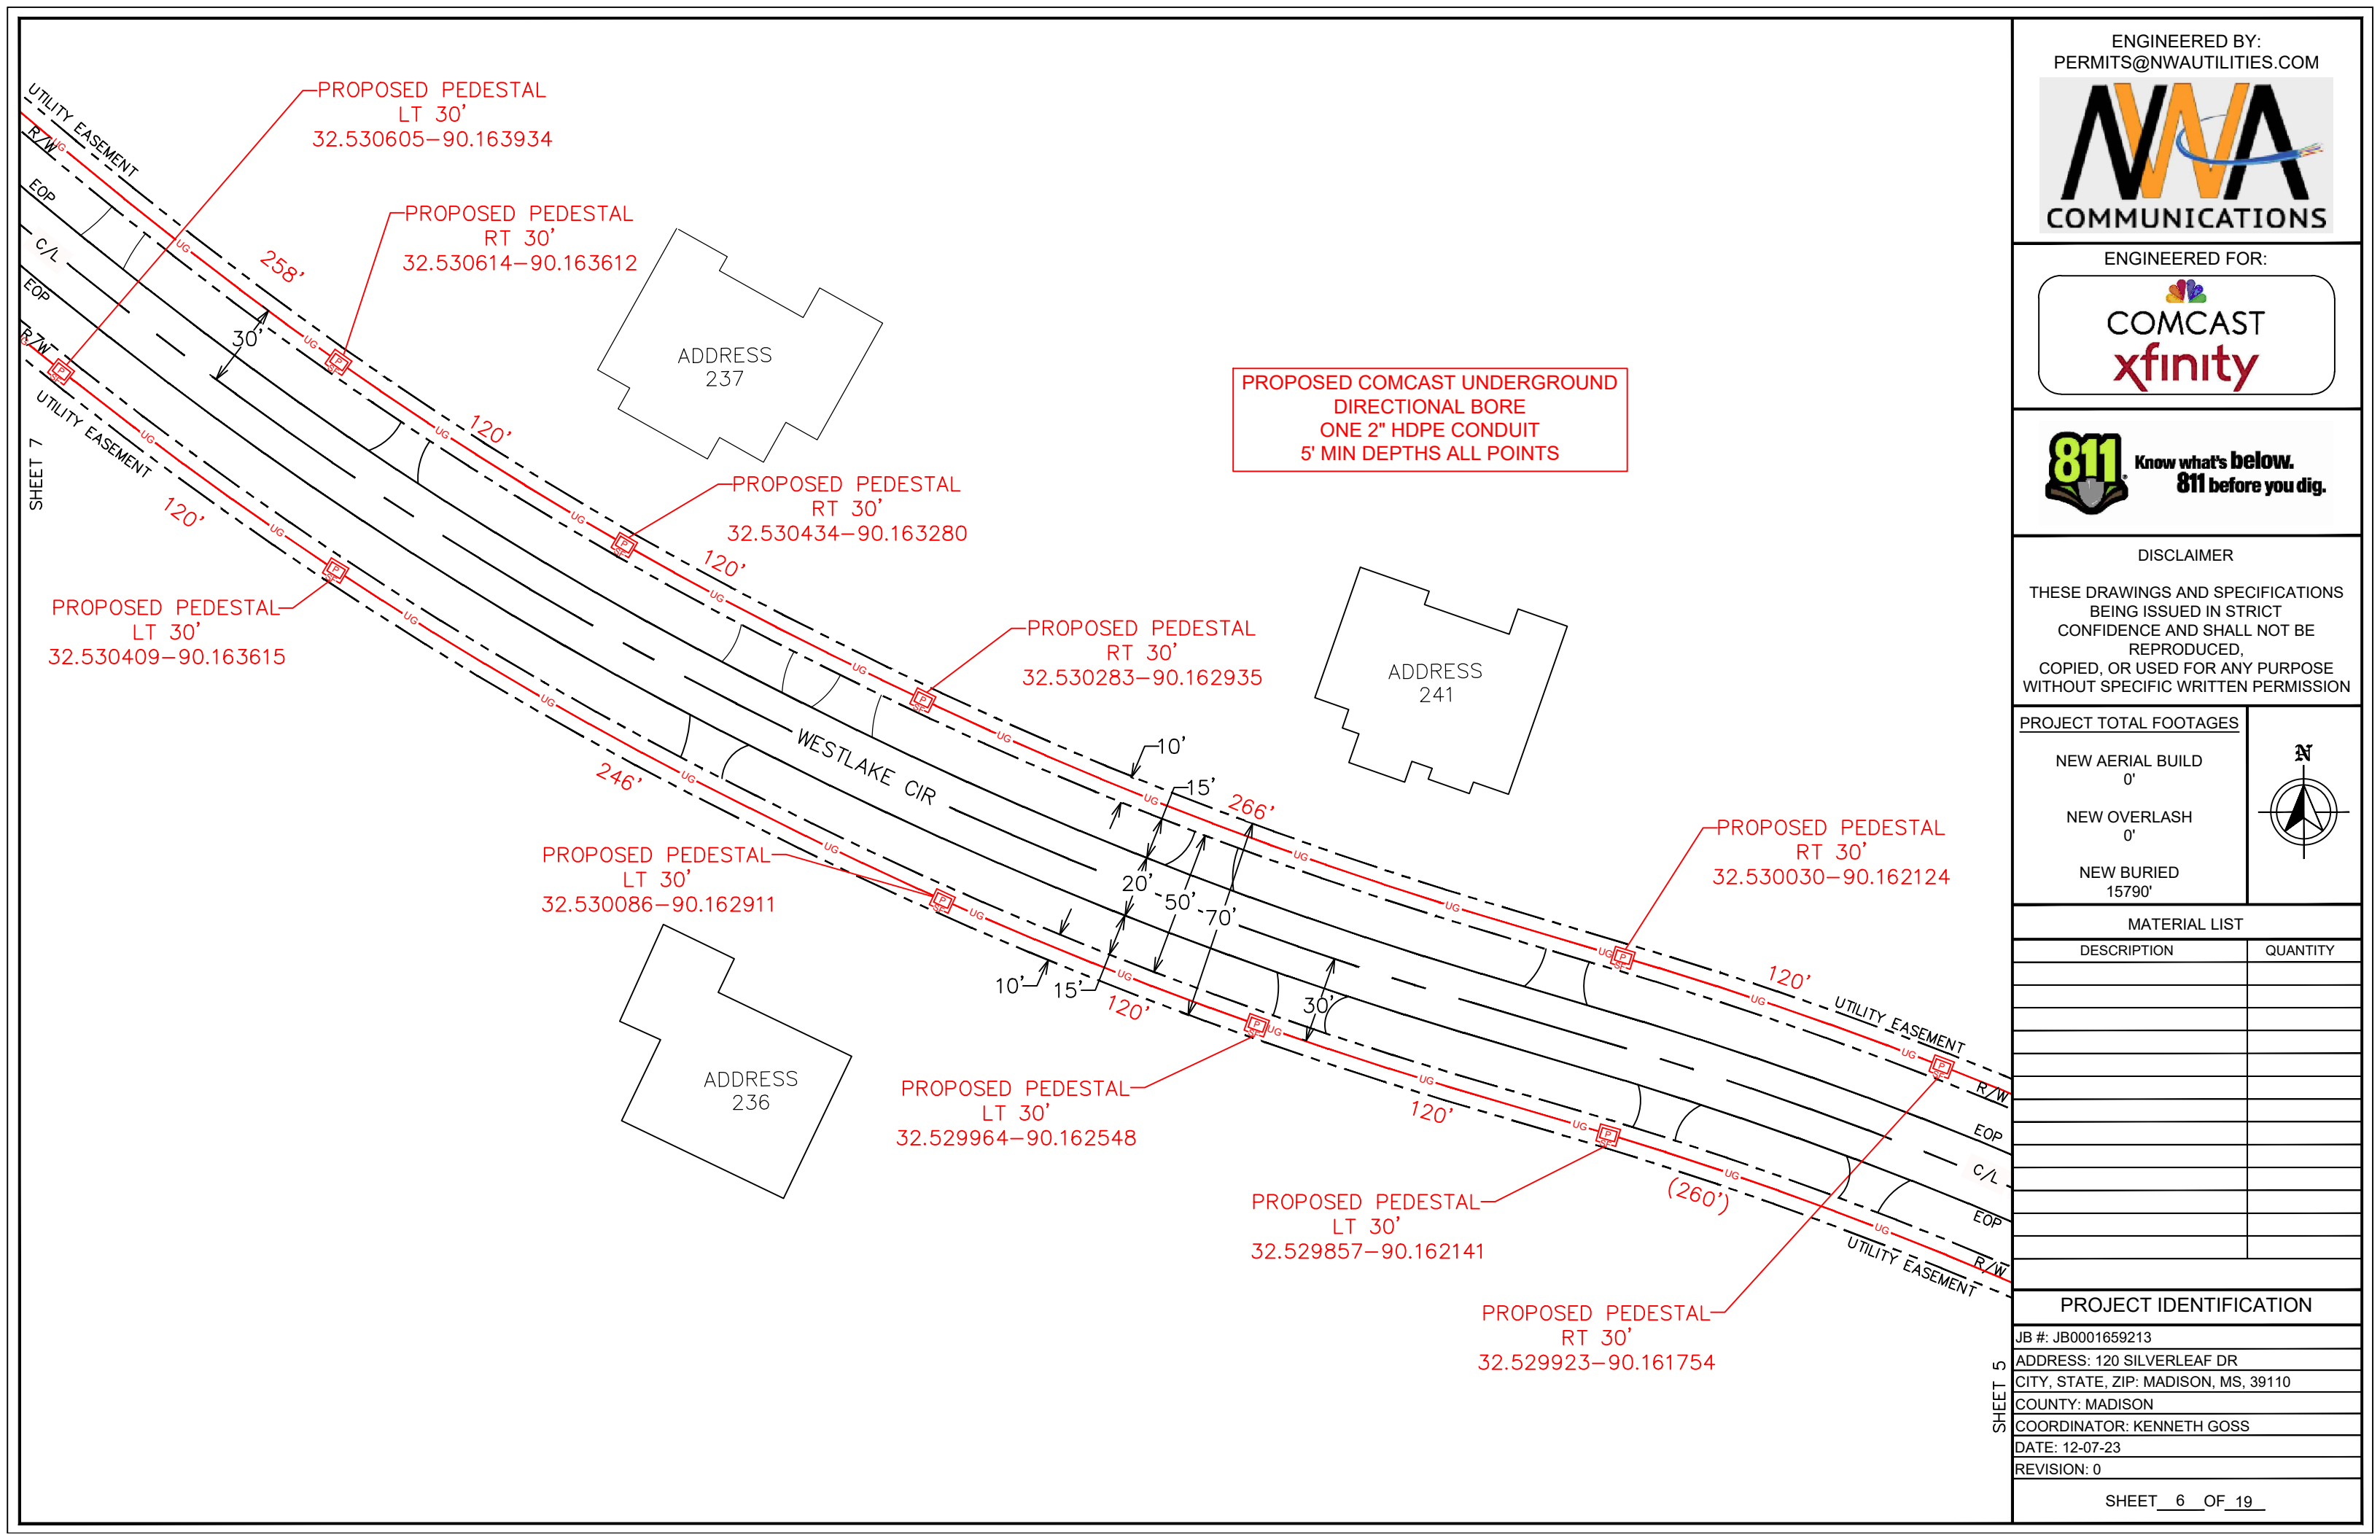 UTILITY EASEMENT
R/W
UG
EOP
C/L
EOP
R/W
UTILITY EASEMENT
SHEET 7
PROPOSED PEDESTAL
LT 30'
32.530605-90.163934
PROPOSED PEDESTAL
RT 30'
32.530614-90.163612
258'
30'
ADDRESS
237
120'
PROPOSED PEDESTAL
RT 30'
32.530434-90.163280
120'
PROPOSED COMCAST UNDERGROUND
DIRECTIONAL BORE
ONE 2" HDPE CONDUIT
5' MIN DEPTHS ALL POINTS
120'
PROPOSED PEDESTAL
LT 30'
32.530409-90.163615
PROPOSED PEDESTAL
RT 30'
32.530283-90.162935
ADDRESS
241
WESTLAKE CIR
246'
10'
15'
266'
20'
50'
70'
10'
15'
30'
120'
PROPOSED PEDESTAL
LT 30'
32.530086-90.162911
PROPOSED PEDESTAL
RT 30'
32.530030-90.162124
120'
UTILITY EASEMENT
R/W
EOP
C/L
EOP
R/W
UTILITY EASEMENT
ADDRESS
236
PROPOSED PEDESTAL
LT 30'
32.529964-90.162548
120'
(260')
PROPOSED PEDESTAL
LT 30'
32.529857-90.162141
PROPOSED PEDESTAL
RT 30'
32.529923-90.161754
SHEET 5
ENGINEERED BY:
PERMITS@NWAUTILITIES.COM
NWA
COMMUNICATIONS
ENGINEERED FOR:
COMCAST
xfinity
811
Know what's below.
811 before you dig.
DISCLAIMER
THESE DRAWINGS AND SPECIFICATIONS
BEING ISSUED IN STRICT
CONFIDENCE AND SHALL NOT BE
REPRODUCED,
COPIED, OR USED FOR ANY PURPOSE
WITHOUT SPECIFIC WRITTEN PERMISSION
PROJECT TOTAL FOOTAGES
NEW AERIAL BUILD
0'
NEW OVERLASH
0'
NEW BURIED
15790'
N
MATERIAL LIST
DESCRIPTION QUANTITY
PROJECT IDENTIFICATION
JB #: JB0001659213
ADDRESS: 120 SILVERLEAF DR
CITY, STATE, ZIP: MADISON, MS, 39110
COUNTY: MADISON
COORDINATOR: KENNETH GOSS
DATE: 12-07-23
REVISION: 0
SHEET 6 OF 19